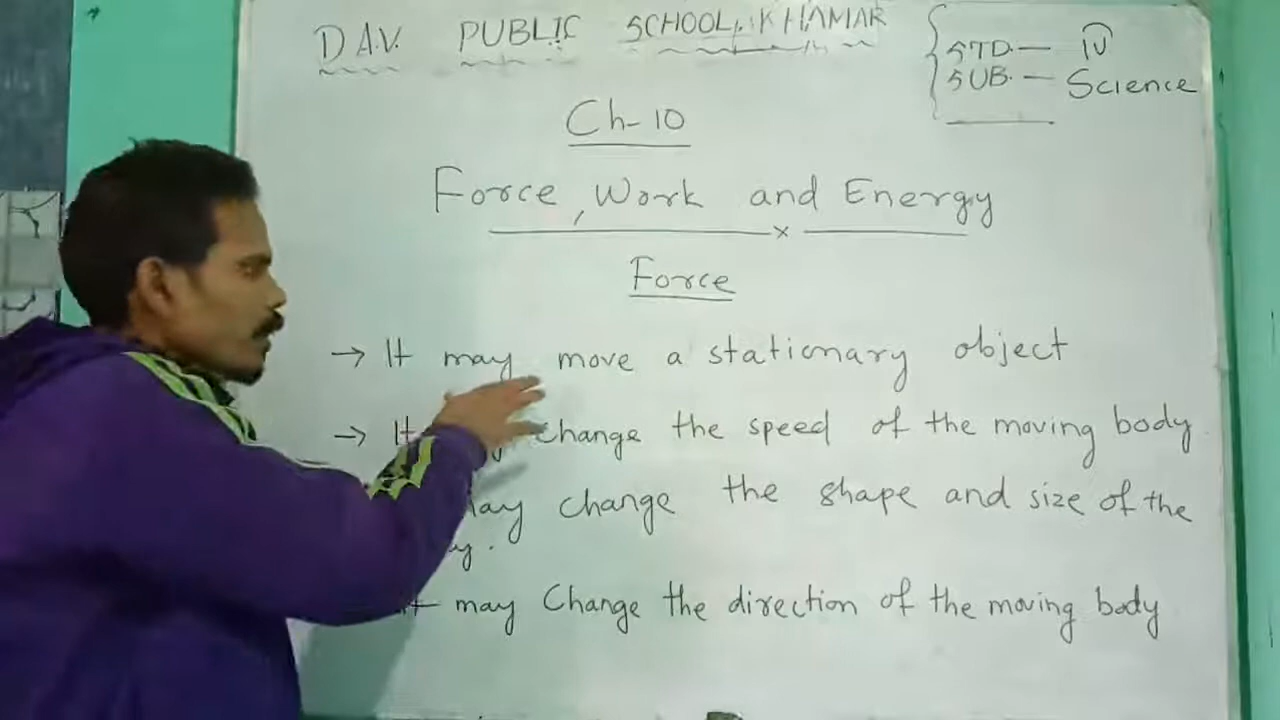 D.A.V. PUBLIC SCHOOL, KHAMAR
STD. — IV
SUB. — Science
Ch-10
Force, Work and Energy
Force
→ It may move a stationary object
→ It change the speed of the moving body
may change the shape and size of the
It may Change the direction of the moving body